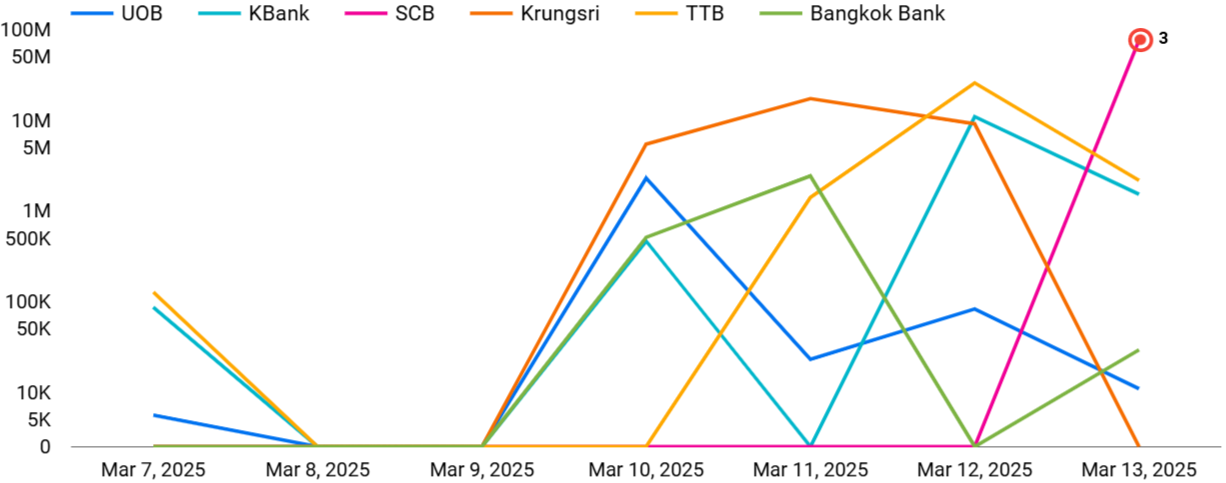 UOB KBank SCB Krungsri TTB Bangkok Bank
100M
3
50M
10M
5M
1M
500K
100K
50K
10K
5K
0
Mar 7, 2025 Mar 8, 2025 Mar 9, 2025 Mar 10, 2025 Mar 11, 2025 Mar 12, 2025 Mar 13, 2025